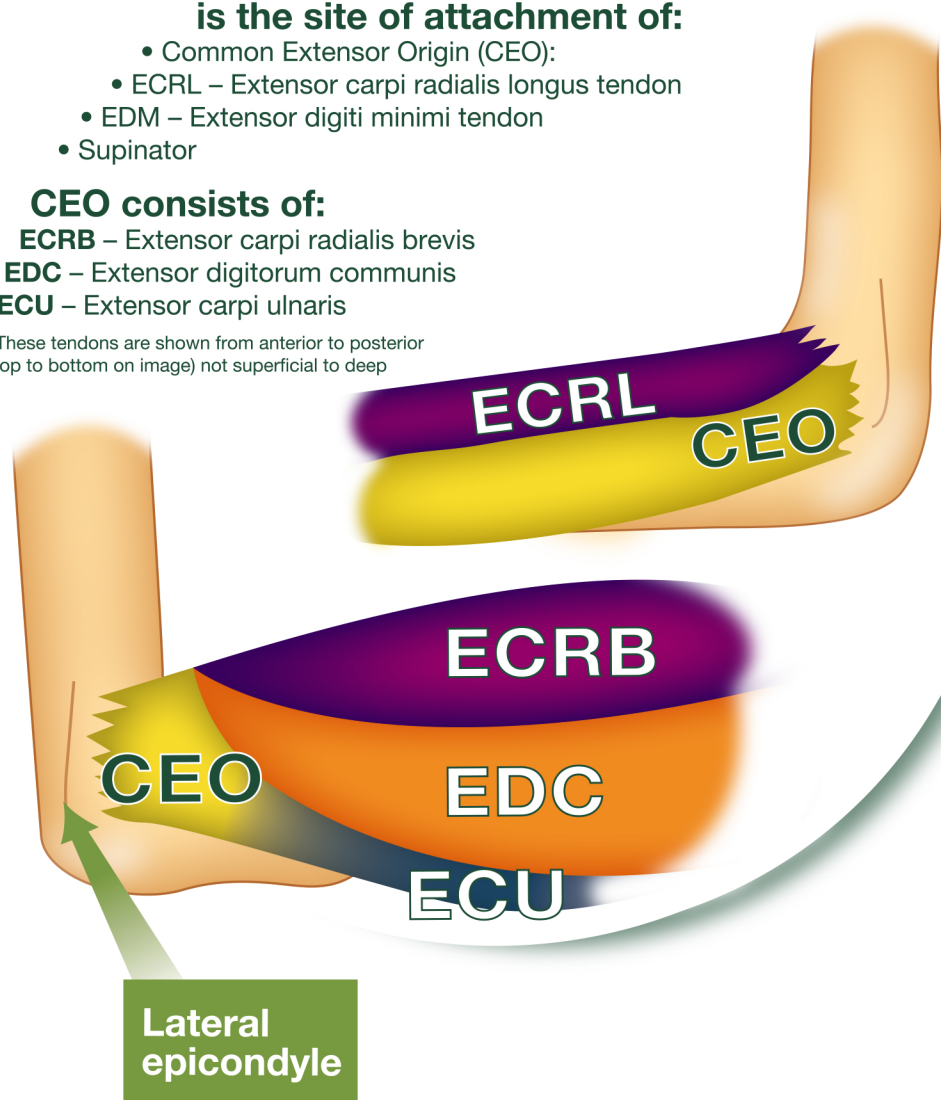 is the site of attachment of:
• Common Extensor Origin (CEO):
• ECRL – Extensor carpi radialis longus tendon
• EDM – Extensor digiti minimi tendon
• Supinator
CEO consists of:
ECRB – Extensor carpi radialis brevis
EDC – Extensor digitorum communis
ECU – Extensor carpi ulnaris
These tendons are shown from anterior to posterior
op to bottom on image) not superficial to deep
ECRL
CEO
ECRB
CEO
EDC
ECU
Lateral
epicondyle